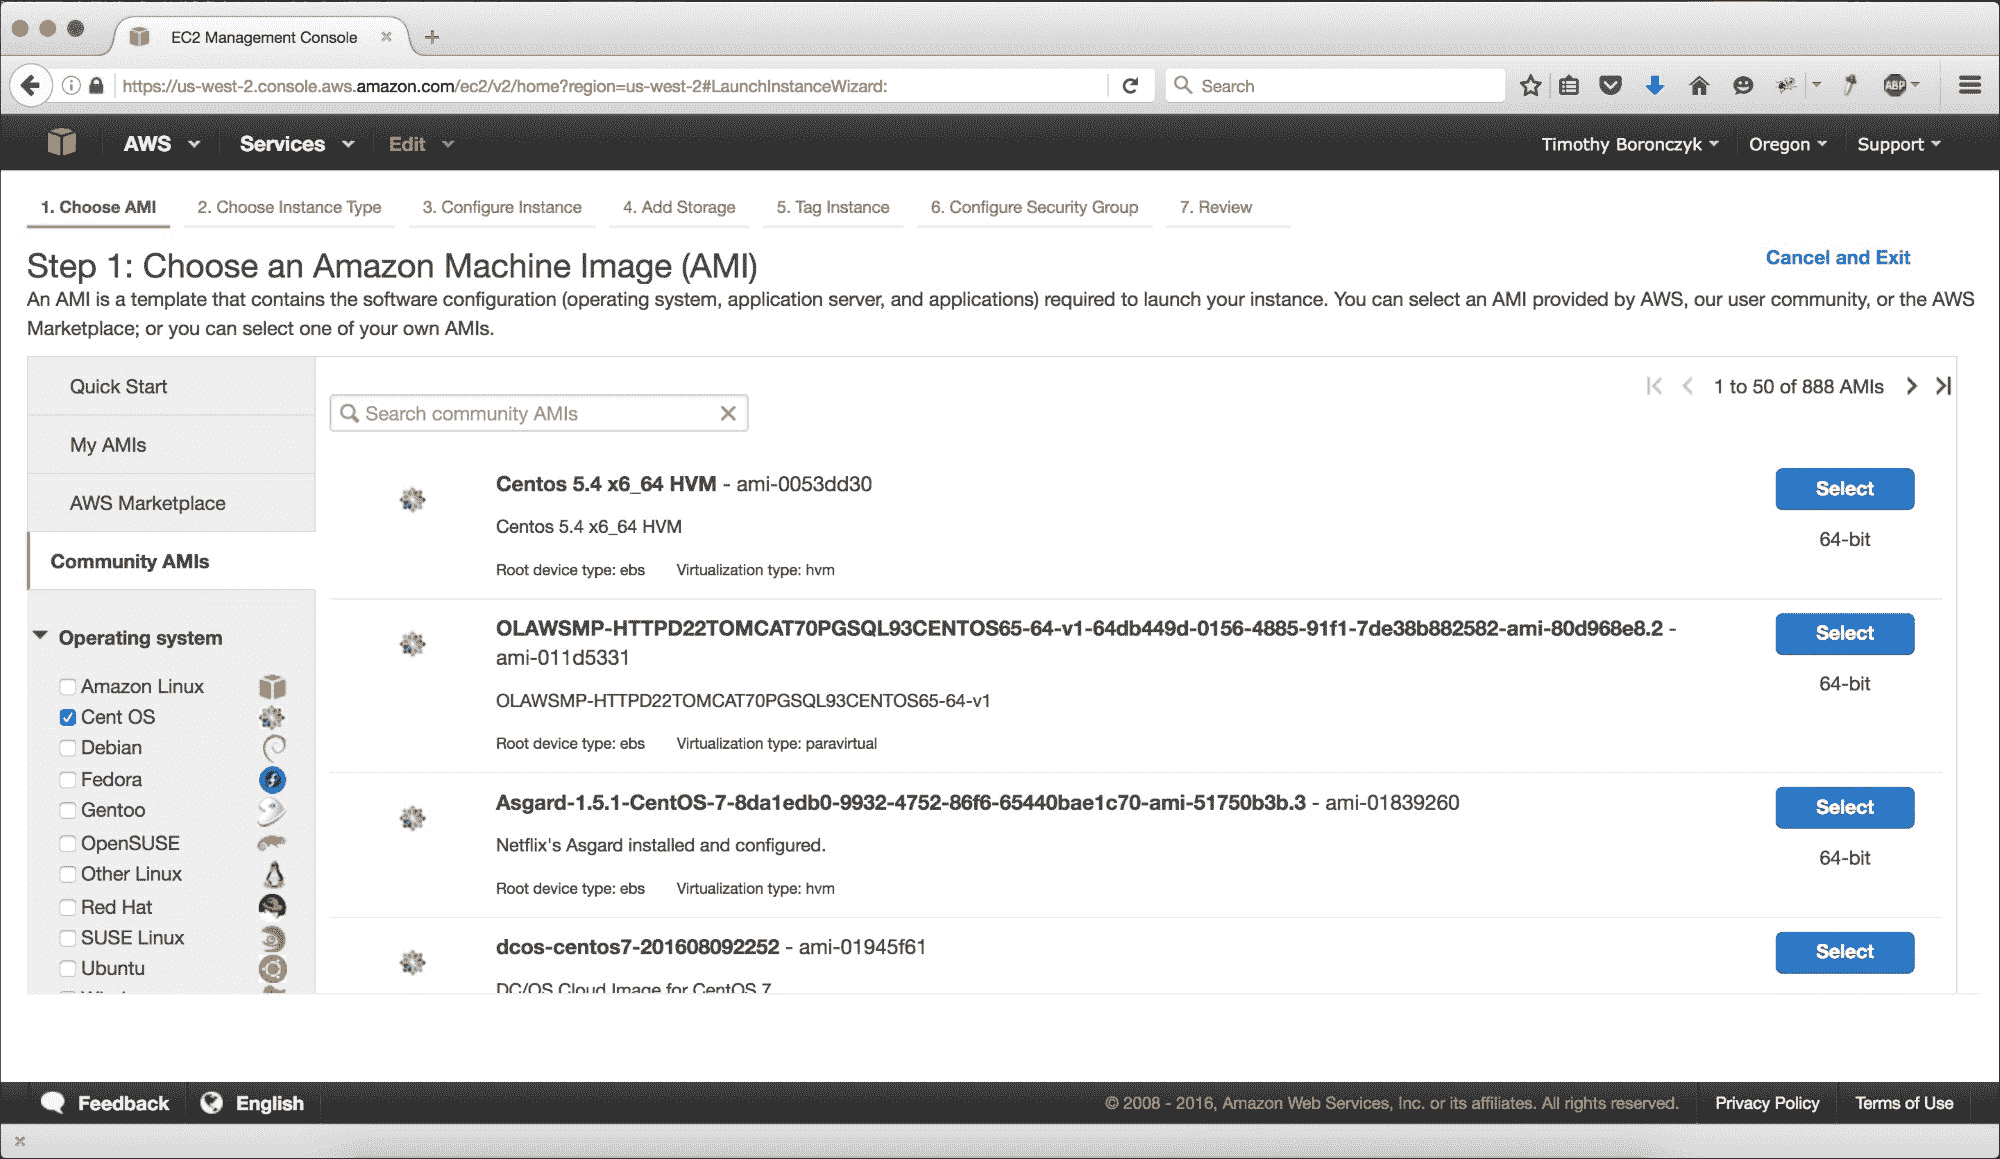 EC2 Management Console
https://us-west-2.console.aws.amazon.com/ec2/v2/home?region=us-west-2#LaunchInstanceWizard:
Search
ABP
AWS Services Edit Timothy Boronczyk Oregon Support
1. Choose AMI 2. Choose Instance Type 3. Configure Instance 4. Add Storage 5. Tag Instance 6. Configure Security Group 7. Review
Step 1: Choose an Amazon Machine Image (AMI)
Cancel and Exit
An AMI is a template that contains the software configuration (operating system, application server, and applications) required to launch your instance. You can select an AMI provided by AWS, our user community, or the AWS
Marketplace; or you can select one of your own AMIs.
Quick Start
My AMIs
AWS Marketplace
Community AMIs
Operating system
Amazon Linux
Cent OS
Debian
Fedora
Gentoo
OpenSUSE
Other Linux
Red Hat
SUSE Linux
Ubuntu
Search community AMIs
1 to 50 of 888 AMIs
Centos 5.4 x6_64 HVM - ami-0053dd30
Centos 5.4 x6_64 HVM
Root device type: ebs Virtualization type: hvm
Select
64-bit
OLAWSMP-HTTPD22TOMCAT70PGSQL93CENTOS65-64-v1-64db449d-0156-4885-91f1-7de38b882582-ami-80d968e8.2 -
ami-011d5331
OLAWSMP-HTTPD22TOMCAT70PGSQL93CENTOS65-64-v1
Root device type: ebs Virtualization type: paravirtual
Select
64-bit
Asgard-1.5.1-CentOS-7-8da1edb0-9932-4752-86f6-65440bae1c70-ami-51750b3b.3 - ami-01839260
Netflix's Asgard installed and configured.
Root device type: ebs Virtualization type: hvm
Select
64-bit
dcos-centos7-201608092252 - ami-01945f61
DC/OS Cloud Image for CentOS 7
Select
Feedback English
© 2008 - 2016, Amazon Web Services, Inc. or its affiliates. All rights reserved. Privacy Policy Terms of Use